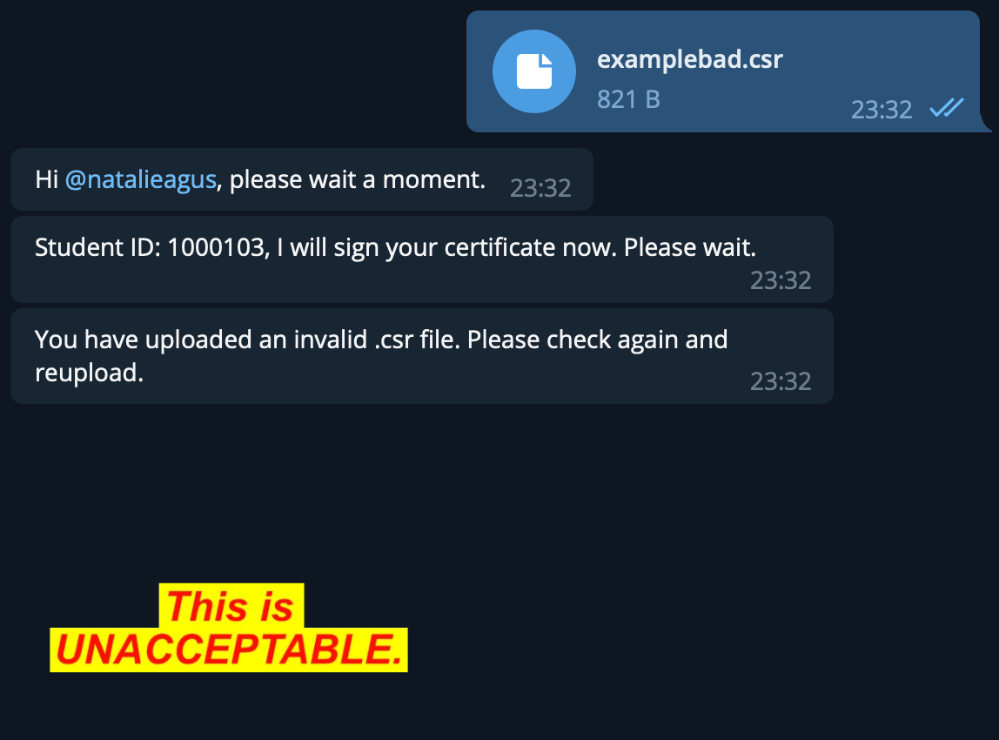 examplebad.csr
821 B
23:32
Hi @natalieagus, please wait a moment.
23:32
Student ID: 1000103, I will sign your certificate now. Please wait.
23:32
You have uploaded an invalid .csr file. Please check again and
reupload.
23:32
This is
UNACCEPTABLE.